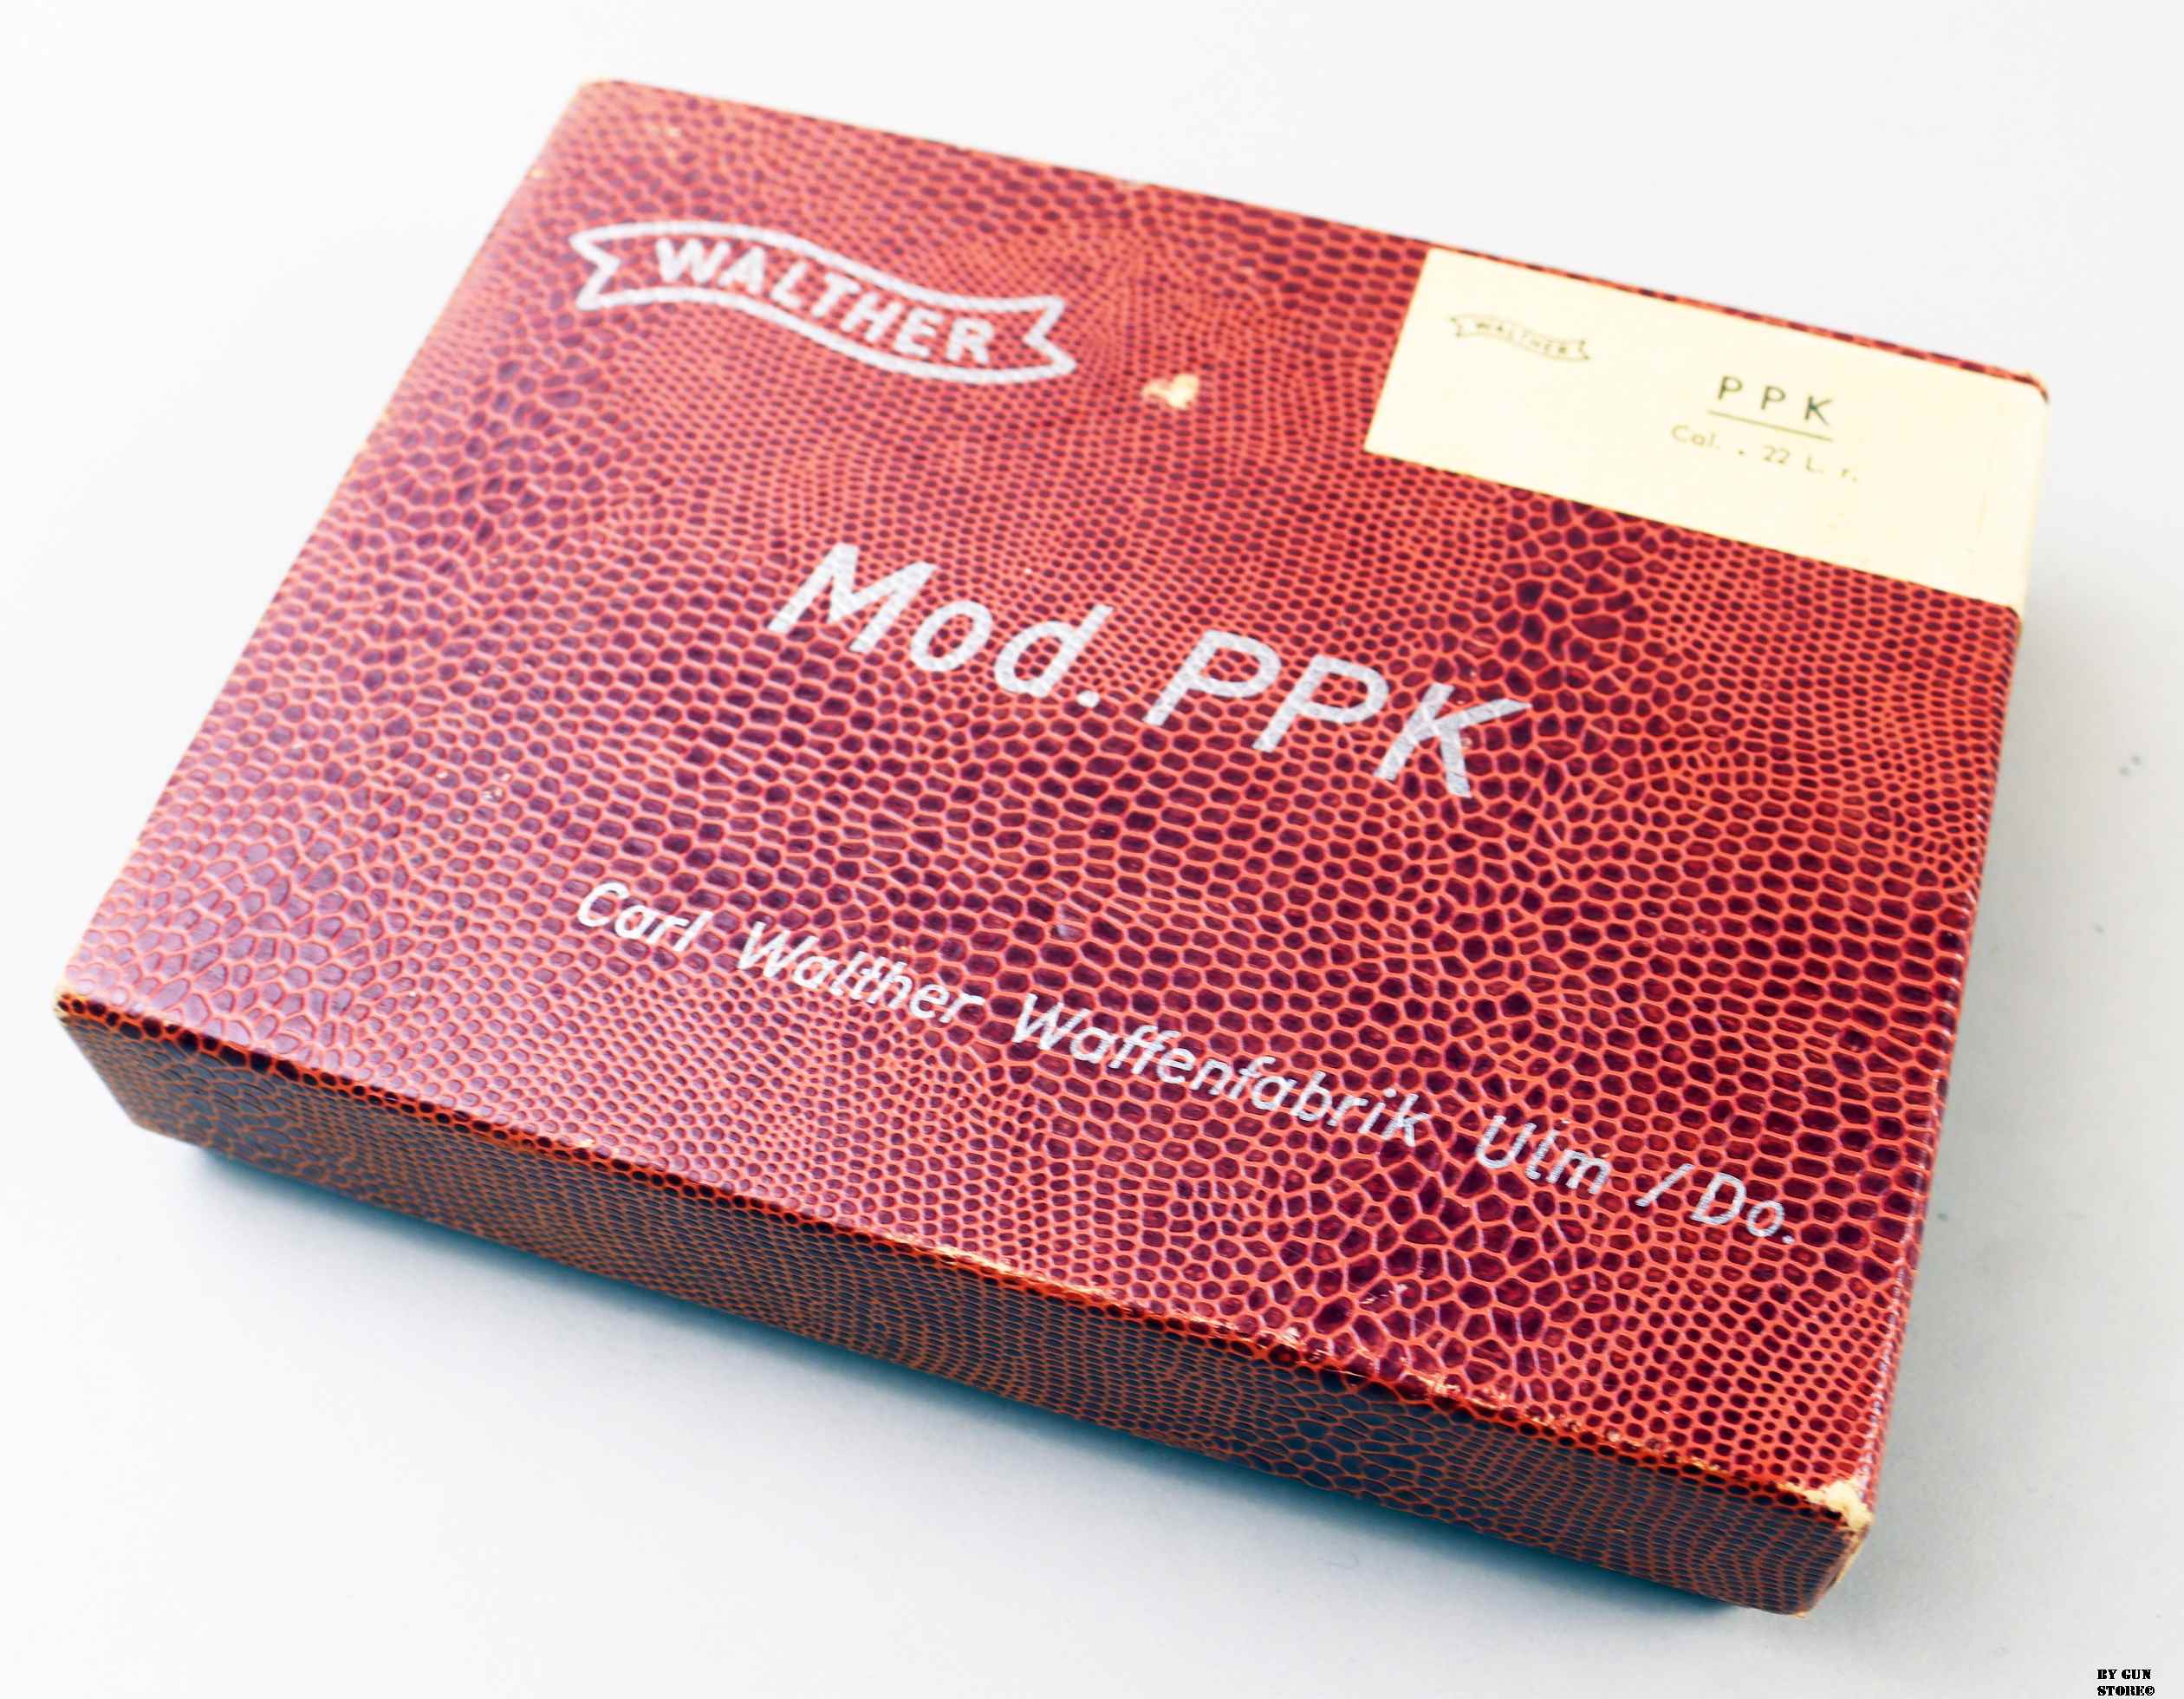 WALTHER
WALTHER
PPK
Cal. .22 L. r.
Mod. PPK
Carl Walther Waffenfabrik Ulm / Do.
BY GUN
STORE©